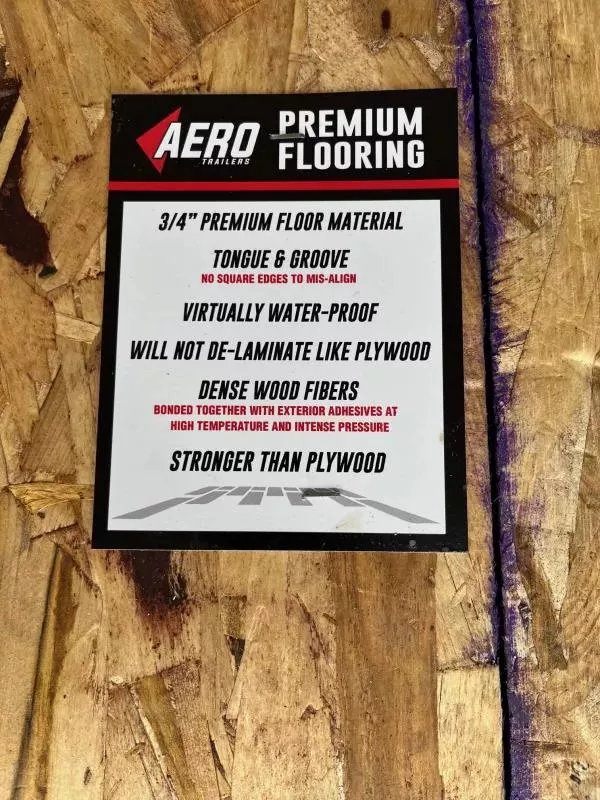 AERO
TRAILERS
PREMIUM
FLOORING
3/4" PREMIUM FLOOR MATERIAL
TONGUE & GROOVE
NO SQUARE EDGES TO MIS-ALIGN
VIRTUALLY WATER-PROOF
WILL NOT DE-LAMINATE LIKE PLYWOOD
DENSE WOOD FIBERS
BONDED TOGETHER WITH EXTERIOR ADHESIVES AT
HIGH TEMPERATURE AND INTENSE PRESSURE
STRONGER THAN PLYWOOD